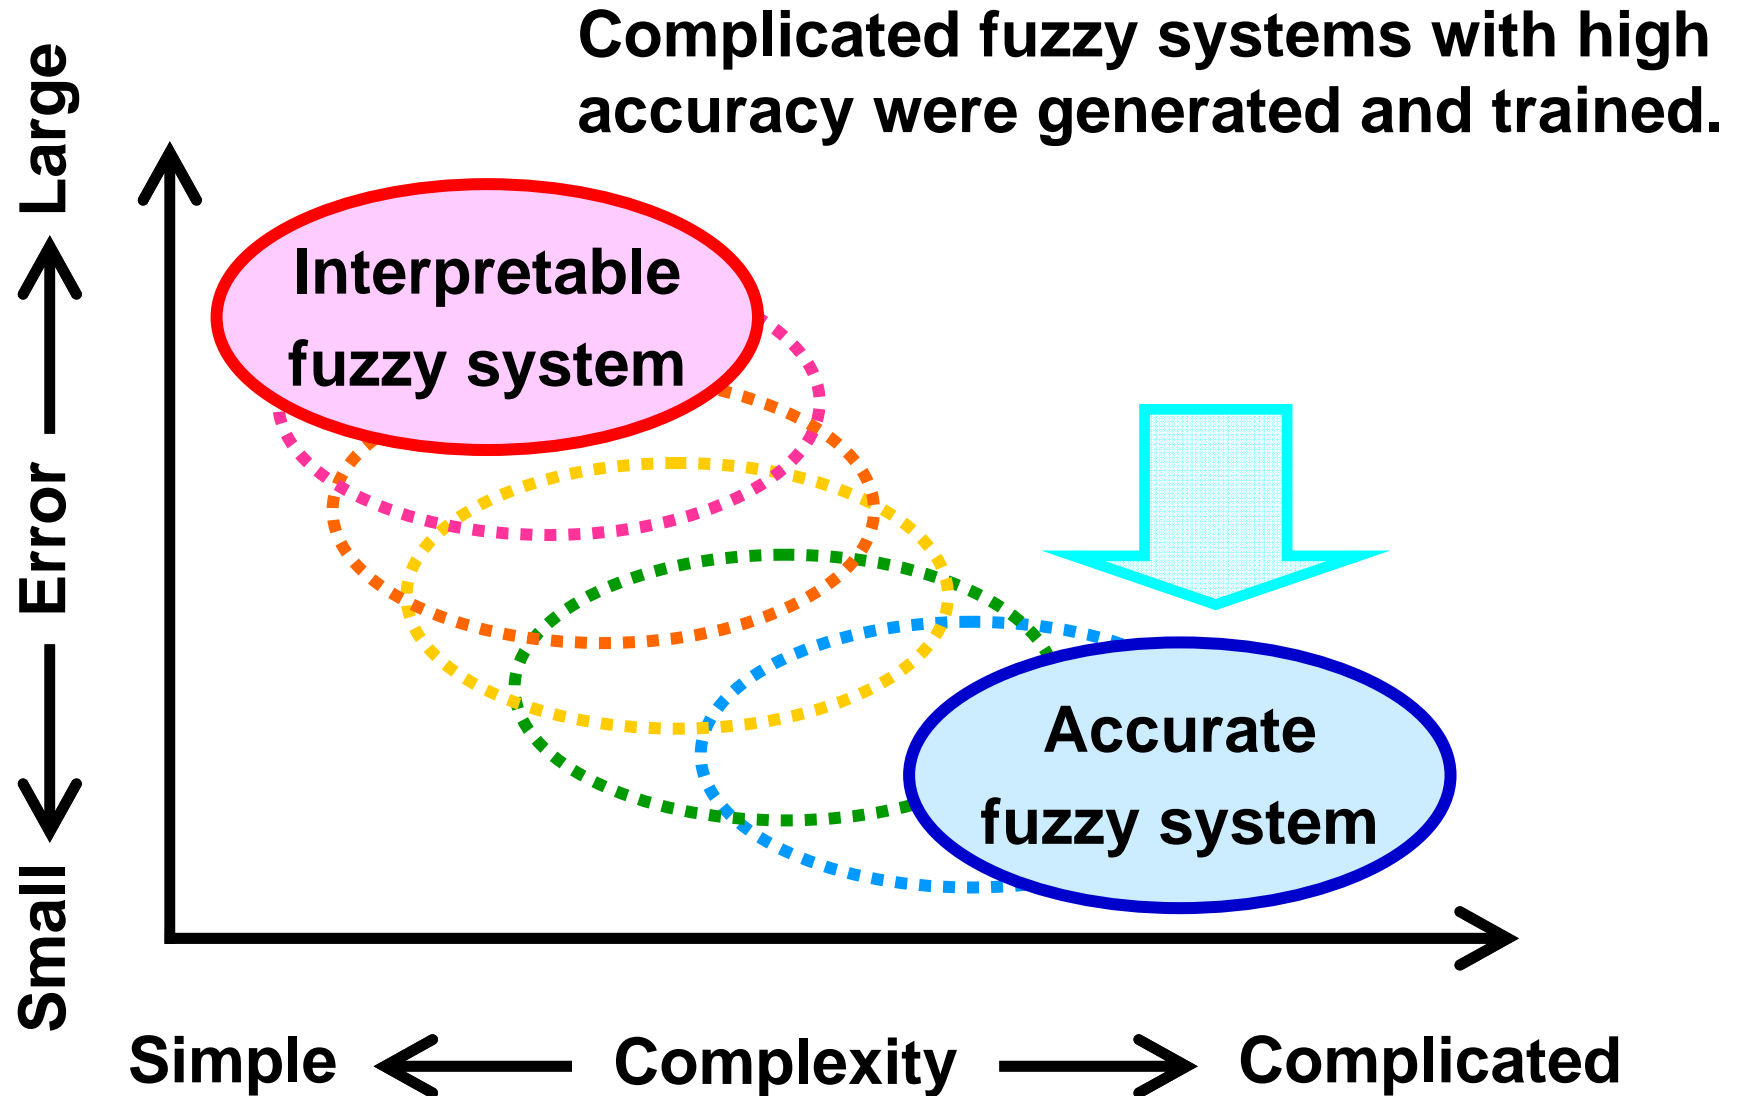 Complicated fuzzy systems with high
accuracy were generated and trained.
Large
Error
Small
Interpretable
fuzzy system
Accurate
fuzzy system
Simple
Complexity
Complicated